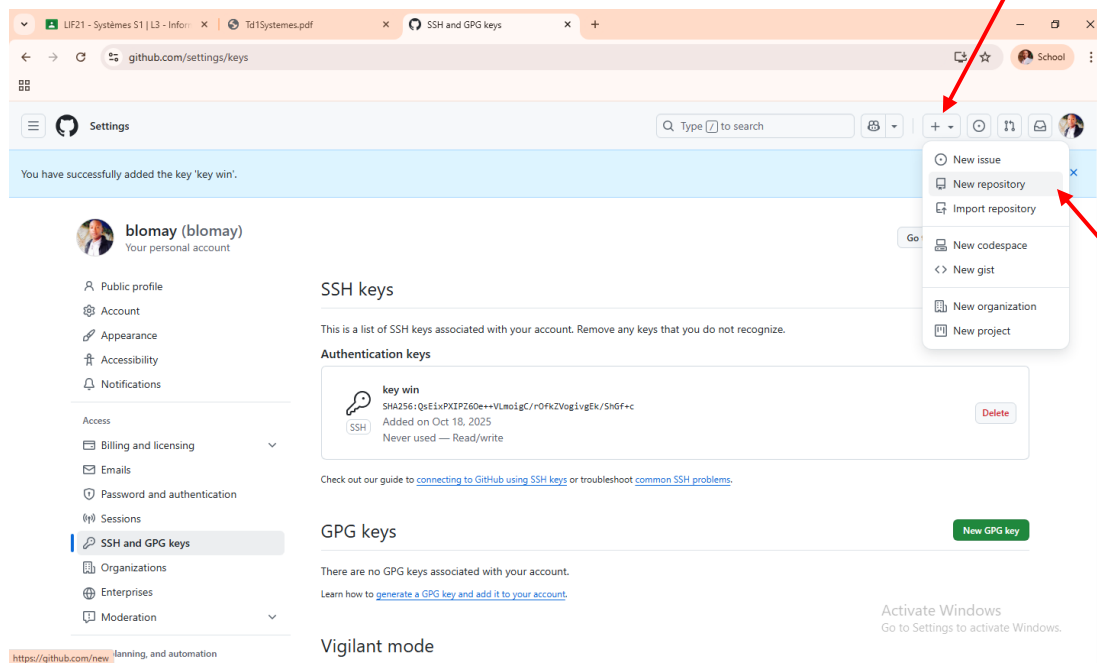 LIF21 - Systèmes S1 | L3 - Inform
Td1Systemes.pdf
SSH and GPG keys
github.com/settings/keys
School
Settings
Type / to search
You have successfully added the key 'key win'.
New issue
New repository
Import repository
New codespace
New gist
New organization
New project
blomay (blomay)
Your personal account
Go
Public profile
Account
Appearance
Accessibility
Notifications
Access
Billing and licensing
Emails
Password and authentication
Sessions
SSH and GPG keys
Organizations
Enterprises
Moderation
lanning, and automation
SSH keys
This is a list of SSH keys associated with your account. Remove any keys that you do not recognize.
Authentication keys
key win
SHA256:QsEixPXIPZ6Oe++VLmoigC/rOfkZVogivgEk/ShGf+c
SSH
Added on Oct 18, 2025
Never used — Read/write
Delete
Check out our guide to connecting to GitHub using SSH keys or troubleshoot common SSH problems.
GPG keys
New GPG key
There are no GPG keys associated with your account.
Learn how to generate a GPG key and add it to your account.
Vigilant mode
Activate Windows
Go to Settings to activate Windows.
https://github.com/new